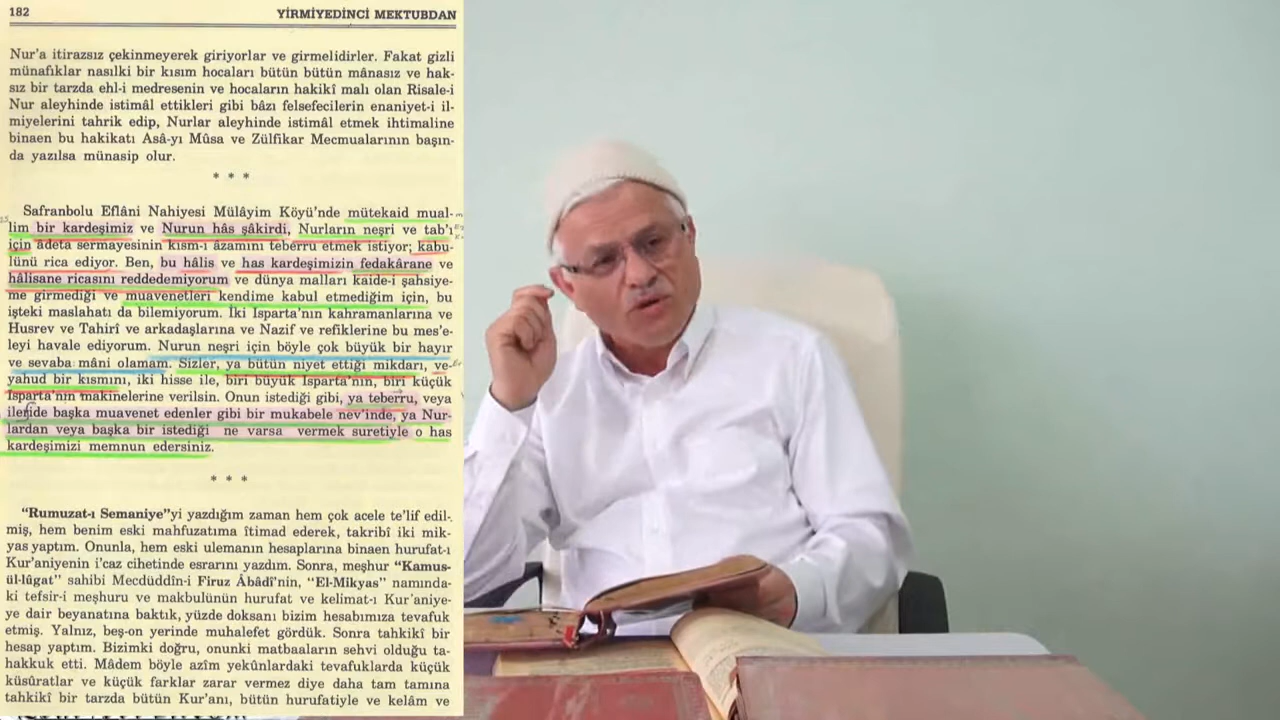 182 YİRMİYEDİNCİ MEKTUBDAN
Nur'a itirazsız çekinmeyerek giriyorlar ve girmelidirler. Fakat gizli
münafıklar nasılki bir kısım hocaları bütün bütün mânasız ve hak-
sız bir tarzda ehl-i medresenin ve hocaların hakikî malı olan Risale-i
Nur aleyhinde istimâl ettikleri gibi bâzı felsefecilerin enaniyet-i il-
miyelerini tahrik edip, Nurlar aleyhinde istimâl etmek ihtimaline
binaen bu hakikatı Asâ-yı Mûsa ve Zülfikar Mecmualarının başın-
da yazılsa münasip olur.
* * *
Safranbolu Eflâni Nahiyesi Mülâyim Köyü'nde mütekaid mual-
lim bir kardeşimiz ve Nurun hâs şâkirdi, Nurların neşri ve tab'ı
için adeta sermayesinin kısm-ı âzamını teberru etmek istiyor; kabu-
lünü rica ediyor. Ben, bu hâlis ve has kardeşimizin fedakârane ve
hâlisane ricasını reddedemiyorum ve dünya malları kaide-i şahsiye-
me girmediği ve muavenetleri kendime kabul etmediğim için, bu
işteki maslahatı da bilemiyorum. İki Isparta'nın kahramanlarına ve
Husrev ve Tahirî ve arkadaşlarına ve Nazif ve refiklerine bu mes'e-
leyi havale ediyorum. Nurun neşri için böyle çok büyük bir hayır
ve sevaba mâni olamam. Sizler, ya bütün niyet ettiği mikdarı, ve-
yahud bir kısmını, iki hisse ile, biri büyük Isparta'nın, biri küçük
Isparta'nın makinelerine verilsin. Onun istediği gibi, ya teberru, veya
ileride başka muavenet edenler gibi bir mukabele nev'inde, ya Nur-
lardan veya başka bir istediği ne varsa vermek suretiyle o has
kardeşimizi memnun edersiniz.
* * *
"Rumuzat-ı Semaniye"yi yazdığım zaman hem çok acele te'lif edil-
miş, hem benim eski mahfuzatıma îtimad ederek, takribî iki mik-
yas yaptım. Onunla, hem eski ulemanın hesaplarına binaen hurufat-ı
Kur'aniyenin i'caz cihetinde esrarını yazdım. Sonra, meşhur "Kamus-
ül-lûgat" sahibi Mecdüddîn-i Firuz Âbâdî'nin, "El-Mikyas" namında-
ki tefsir-i meşhuru ve makbulünün hurufat ve kelimat-ı Kur'aniye-
ye dair beyanatına baktık, yüzde doksanı bizim hesabımıza tevafuk
etmiş. Yalnız, beş-on yerinde muhalefet gördük. Sonra tahkikî bir
hesap yaptım. Bizimki doğru, onunki matbaaların sehvi olduğu ta-
hakkuk etti. Mâdem böyle azîm yekûnlardaki tevafuklarda küçük
küsûratlar ve küçük farklar zarar vermez diye daha tam tamına
tahkikî bir tarzda bütün Kur'anı, bütün hurufatiyle ve kelâm ve